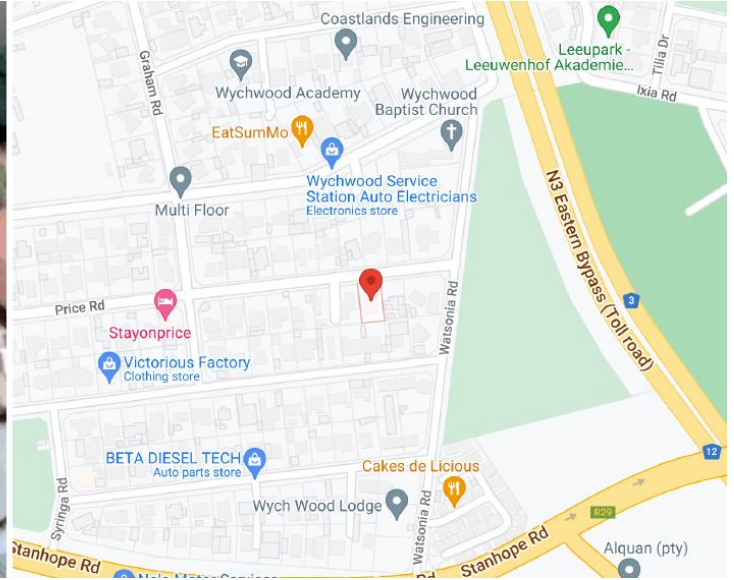 Coastlands Engineering
Graham Rd
Leeupark -
Leeuwenhof Akademie...
Tilia Dr
Ixia Rd
Wychwood Academy
Wychwood
Baptist Church
EatSumMo
Wychwood Service
Station Auto Electricians
Electronics store
Multi Floor
N3 Eastern Bypass (Toll road)
3
Price Rd
Stayonprice
Watsonia Rd
Victorious Factory
Clothing store
12
BETA DIESEL TECH
Auto parts store
Cakes de Licious
Syringa Rd
Wych Wood Lodge
Watsonia Rd
R29
Stanhope Rd
Stanhope Rd
Rd
Alquan (pty)